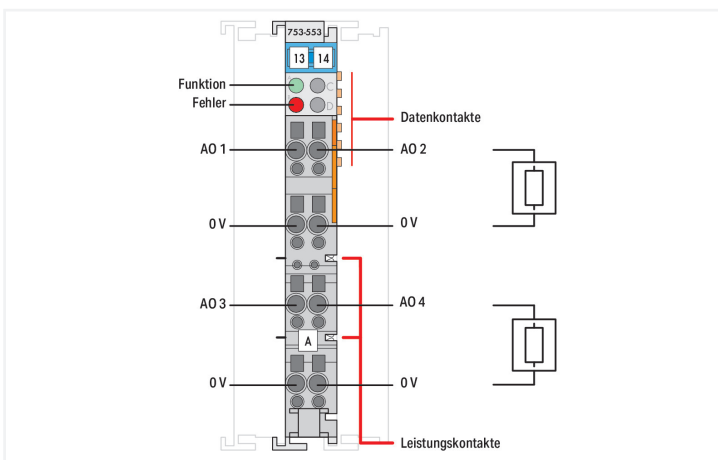 753-553
13 14
Funktion
C
Fehler
D
Datenkontakte
AO 1
AO 2
0 V
0 V
AO 3
AO 4
A
0 V
0 V
Leistungskontakte